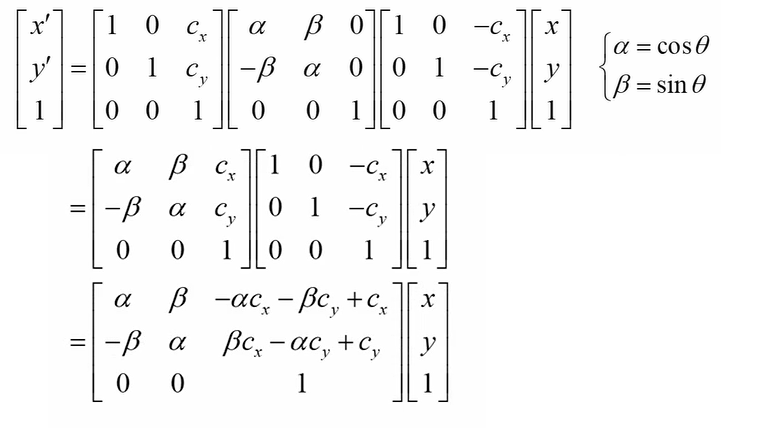 [x′ y′ 1]ᵀ = [1 0 c_x; 0 1 c_y; 0 0 1] [α β 0; −β α 0; 0 0 1] [1 0 −c_x; 0 1 −c_y; 0 0 1] [x; y; 1] { α = cos θ; β = sin θ
= [α β c_x; −β α c_y; 0 0 1] [1 0 −c_x; 0 1 −c_y; 0 0 1] [x; y; 1]
= [α β −αc_x − βc_y + c_x; −β α βc_x − αc_y + c_y; 0 0 1] [x; y; 1]